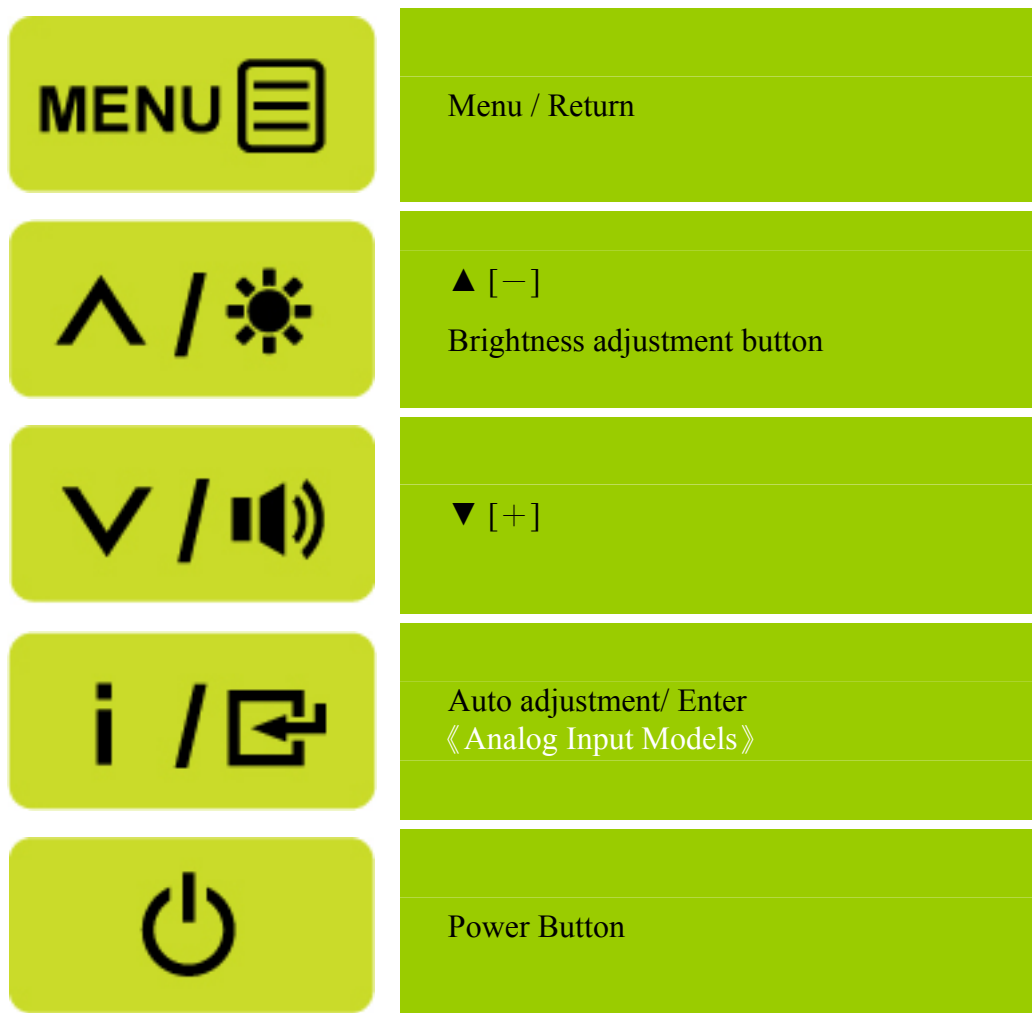 MENU
Menu / Return
/
▲ [－]
Brightness adjustment button
/
▼ [＋]
i /
Auto adjustment/ Enter
《Analog Input Models》
Power Button